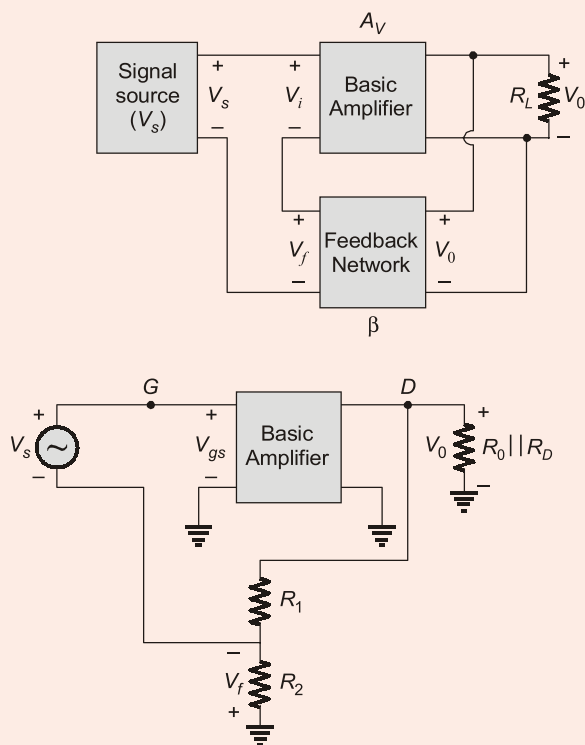 A_V
Signal
source
(V_s)
+
V_s
−
+
V_i
−
Basic
Amplifier
R_L
+
V_0
−
+
V_f
−
Feedback
Network
+
V_0
−
β
G
D
+
V_s
−
~
+
V_gs
−
Basic
Amplifier
+
V_0
−
R_0||R_D
R_1
−
V_f
+
R_2